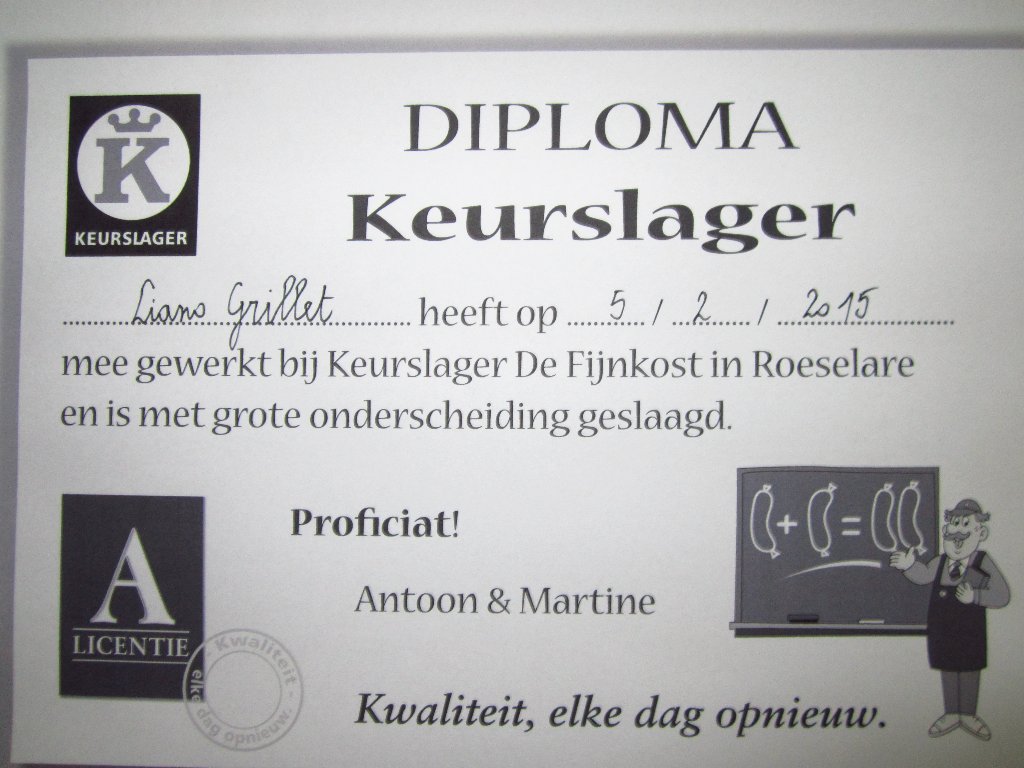 DIPLOMA
Keurslager
K
KEURSLAGER
Liano Grillet heeft op 5 / 2 / 2015
mee gewerkt bij Keurslager De Fijnkost in Roeselare
en is met grote onderscheiding geslaagd.
Proficiat!
Antoon & Martine
A
LICENTIE
Kwaliteit -
elke dag opnieuw. -
+ =
Kwaliteit, elke dag opnieuw.